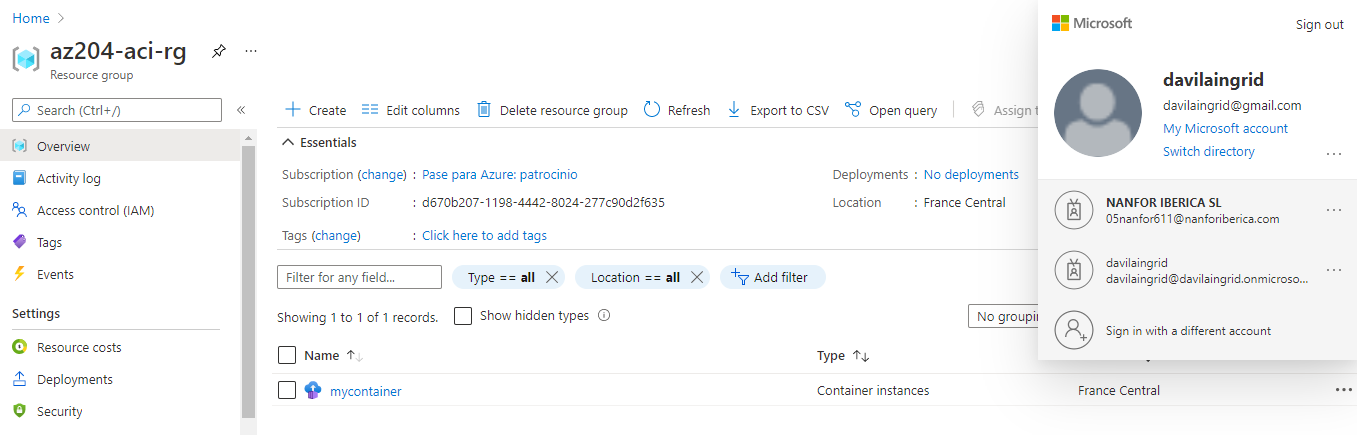 Home
az204-aci-rg
Resource group
Search (Ctrl+/)
Overview
Activity log
Access control (IAM)
Tags
Events
Settings
Resource costs
Deployments
Security
Create Edit columns Delete resource group Refresh Export to CSV Open query Assign t
Essentials
Subscription (change) : Pase para Azure: patrocinio
Deployments : No deployments
Subscription ID : d670b207-1198-4442-8024-277c90d2f635
Location : France Central
Tags (change) : Click here to add tags
Filter for any field...
Type == all
Location == all
Add filter
Showing 1 to 1 of 1 records.
Show hidden types
No groupin
Name
Type
mycontainer
Container instances
France Central
Microsoft
Sign out
davilaingrid
davilaingrid@gmail.com
My Microsoft account
Switch directory
NANFOR IBERICA SL
05nanfor611@nanforiberica.com
davilaingrid
davilaingrid@davilaingrid.onmicroso...
Sign in with a different account